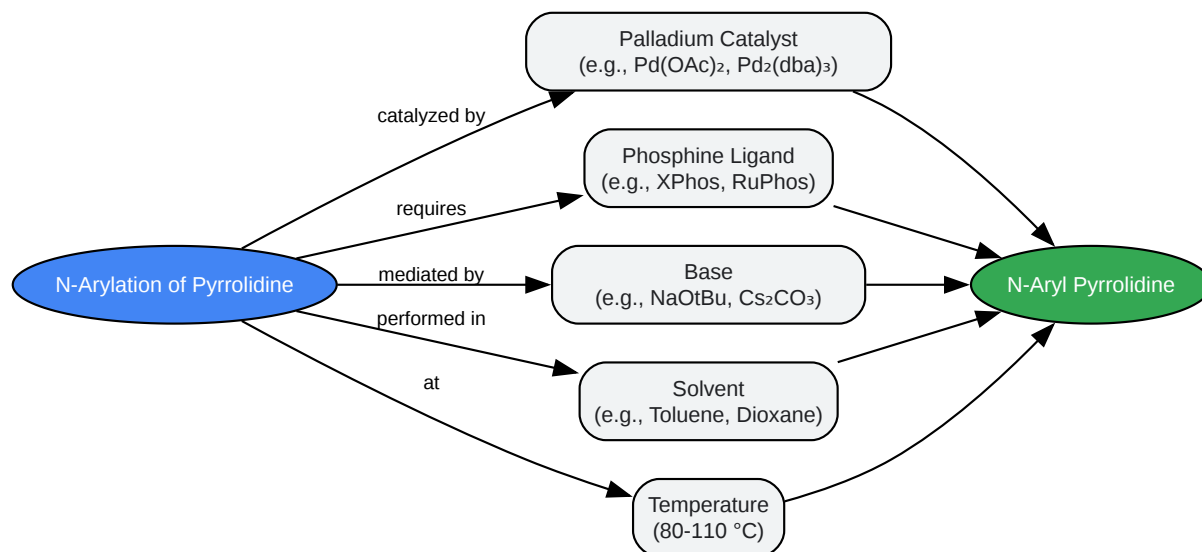 Palladium Catalyst
(e.g., Pd(OAc)₂, Pd₂(dba)₃)
catalyzed by
Phosphine Ligand
(e.g., XPhos, RuPhos)
requires
N-Arylation of Pyrrolidine
mediated by
Base
(e.g., NaOtBu, Cs₂CO₃)
N-Aryl Pyrrolidine
performed in
Solvent
(e.g., Toluene, Dioxane)
at
Temperature
(80-110 °C)